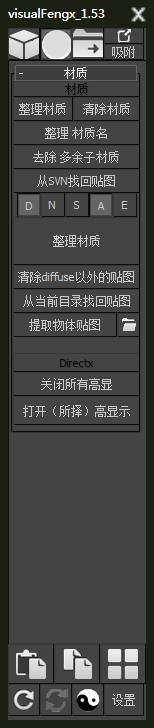 visualFengx_1.53
吸附
- 材质
材质
整理材质 清除材质
整理 材质名
去除 多余子材质
从SVN找回贴图
D N S A E
整理材质
清除diffuse以外的贴图
从当前目录找回贴图
提取物体贴图
Directx
关闭所有高显
打开（所择）高显示
设置